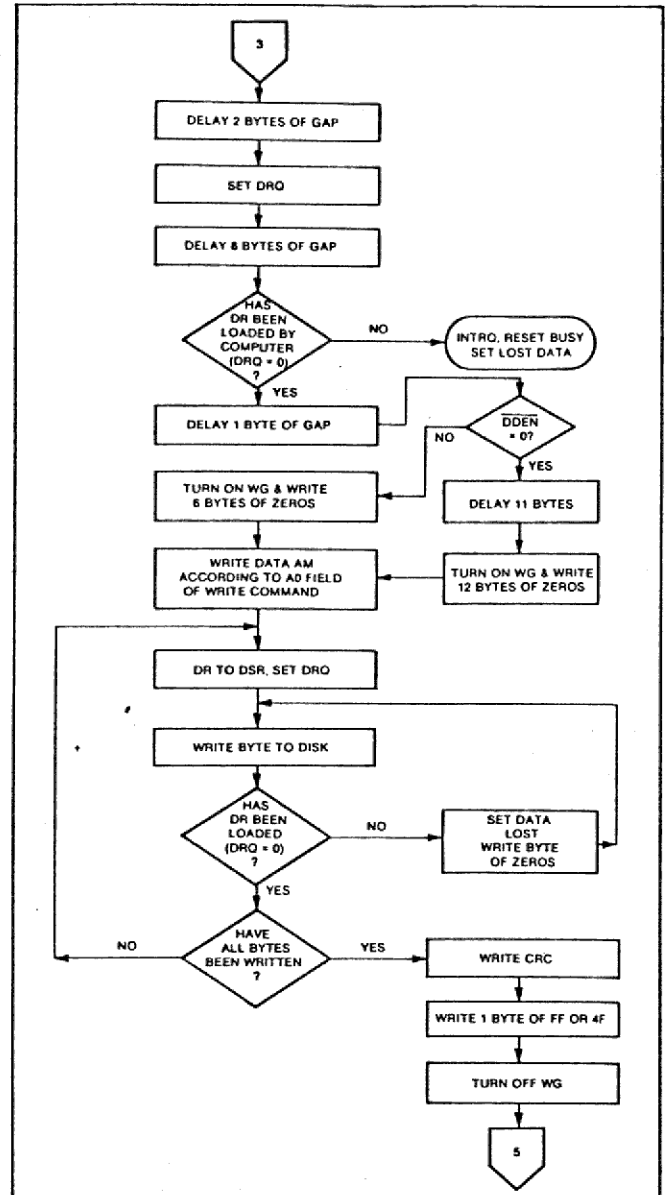 3
DELAY 2 BYTES OF GAP
SET DRQ
DELAY 8 BYTES OF GAP
HAS
DR BEEN
LOADED BY
COMPUTER
(DRQ = 0)
?
NO
INTRQ, RESET BUSY
SET LOST DATA
YES
DELAY 1 BYTE OF GAP
DDEN
= 0?
NO
YES
TURN ON WG & WRITE
6 BYTES OF ZEROS
DELAY 11 BYTES
WRITE DATA AM
ACCORDING TO A0 FIELD
OF WRITE COMMAND
TURN ON WG & WRITE
12 BYTES OF ZEROS
DR TO DSR, SET DRQ
WRITE BYTE TO DISK
HAS
DR BEEN
LOADED
(DRQ = 0)
?
NO
SET DATA
LOST
WRITE BYTE
OF ZEROS
YES
HAVE
ALL BYTES
BEEN WRITTEN
?
NO
YES
WRITE CRC
WRITE 1 BYTE OF FF OR 4F
TURN OFF WG
5